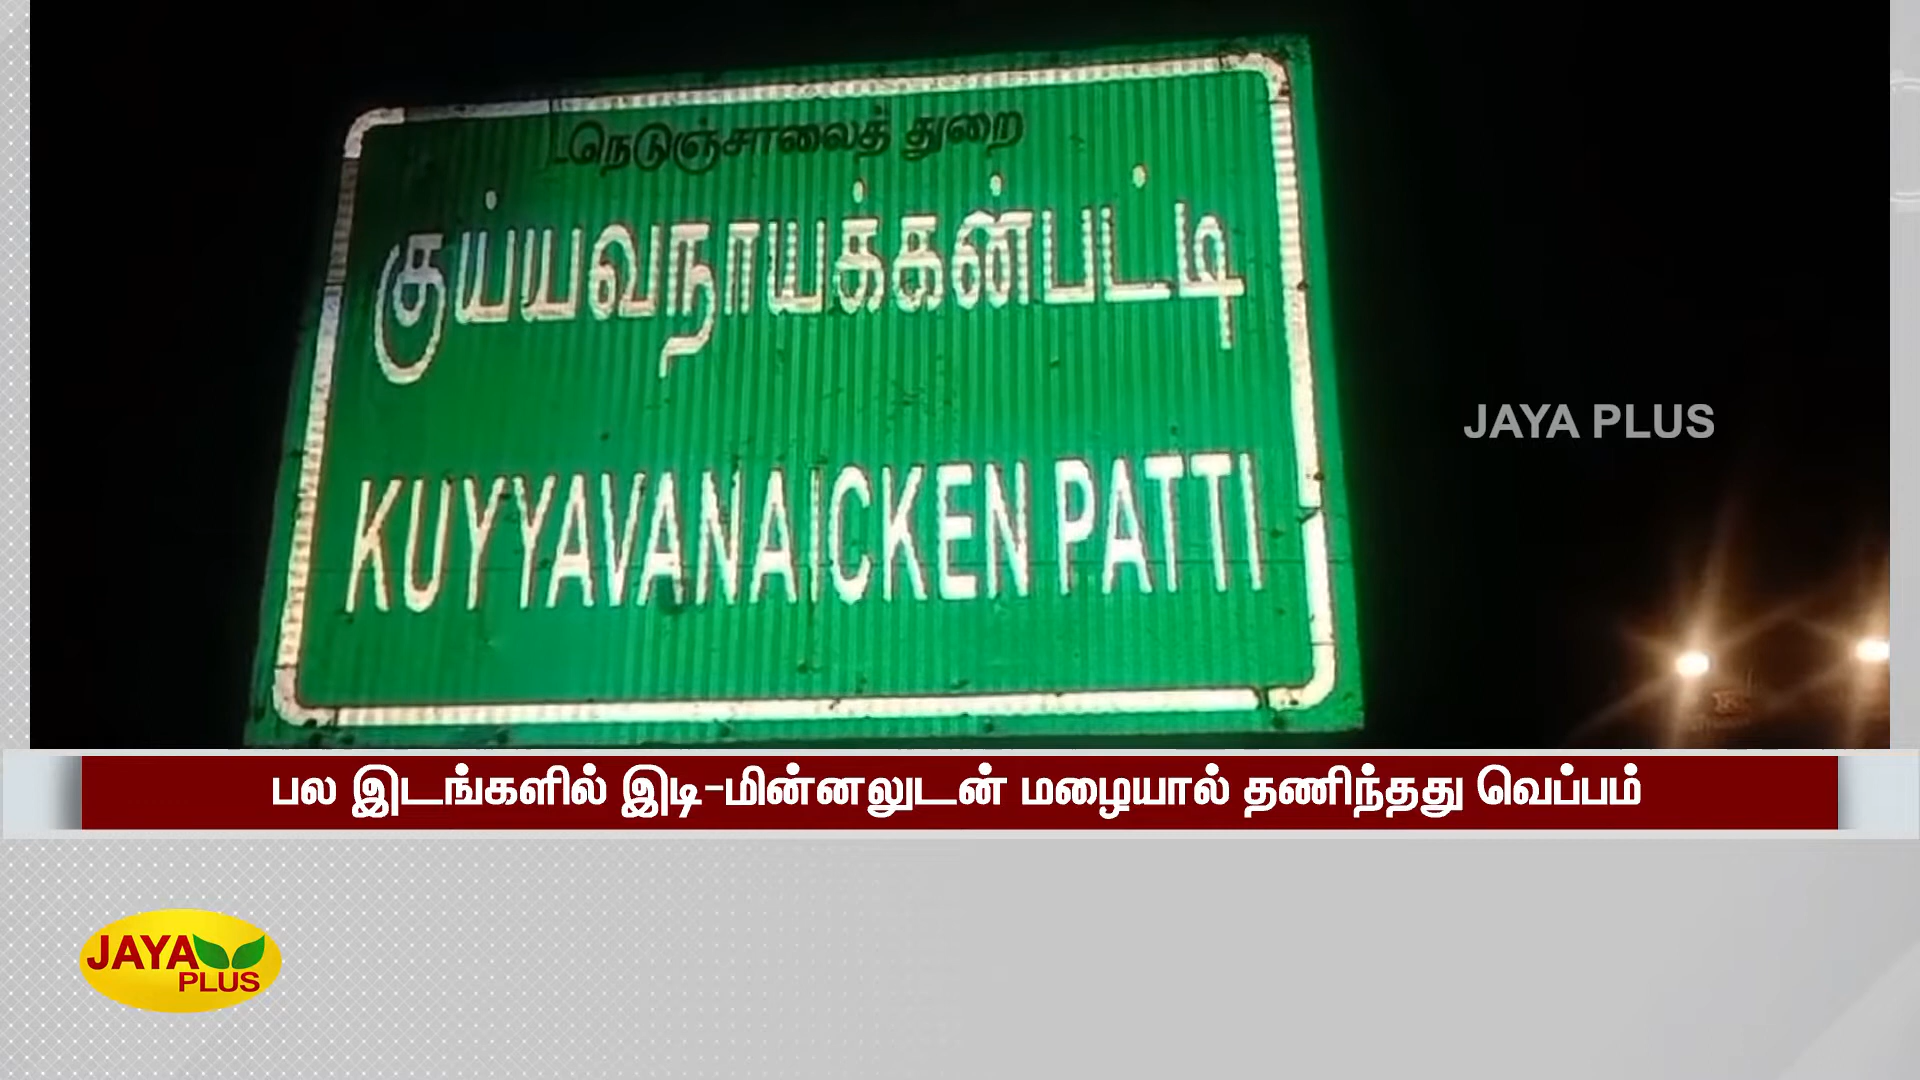 நெடுஞ்சாலைத் துறை
குய்யவநாயக்கன்பட்டி
KUYYAVANAICKEN PATTI
JAYA PLUS
பல இடங்களில் இடி-மின்னலுடன் மழையால் தணிந்தது வெப்பம்
JAYA
PLUS